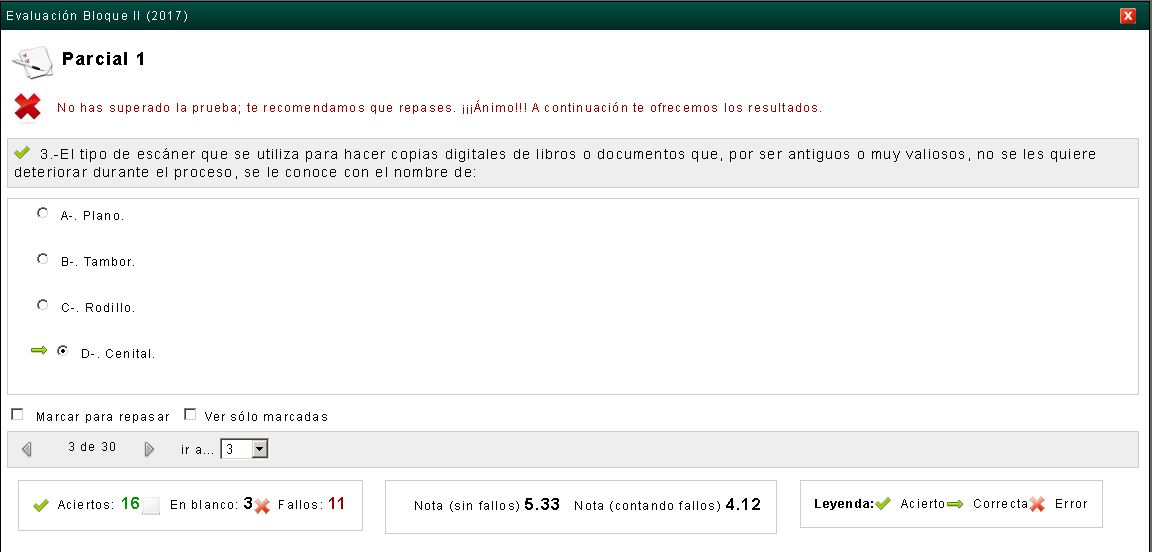 Evaluación Bloque II (2017)
Parcial 1
No has superado la prueba; te recomendamos que repases. ¡¡¡Ánimo!!! A continuación te ofrecemos los resultados.
3.-El tipo de escáner que se utiliza para hacer copias digitales de libros o documentos que, por ser antiguos o muy valiosos, no se les quiere
deteriorar durante el proceso, se le conoce con el nombre de:
A-. Plano.
B-. Tambor.
C-. Rodillo.
D-. Cenital.
Marcar para repasar Ver sólo marcadas
3 de 30 ir a... 3
Aciertos: 16 En blanco: 3 Fallos: 11 Nota (sin fallos) 5.33 Nota (contando fallos) 4.12 Leyenda: Acierto Correcta Error